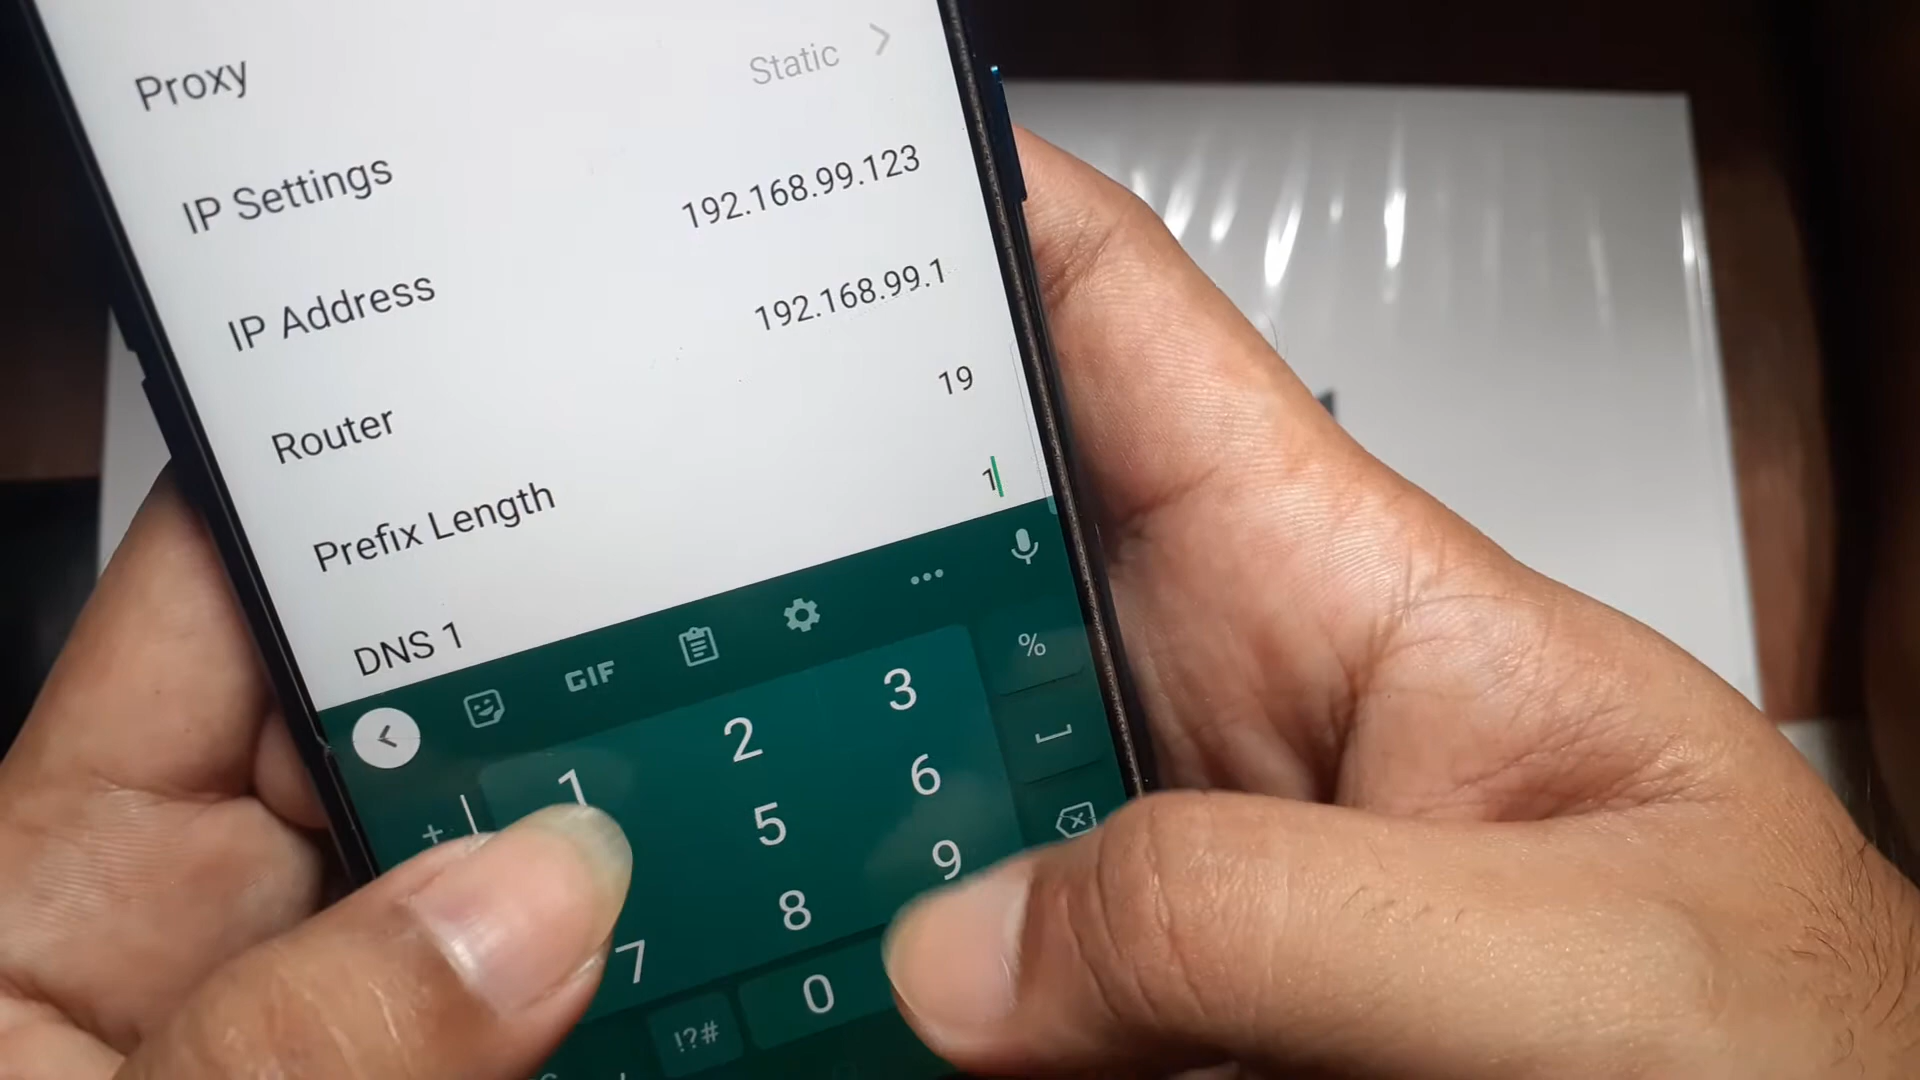 Proxy
IP Settings Static
IP Address 192.168.99.123
Router 192.168.99.1
Prefix Length 19
DNS 1 1
GIF
+ 1 2 3 %
5 6
7 8 9
!?# 0